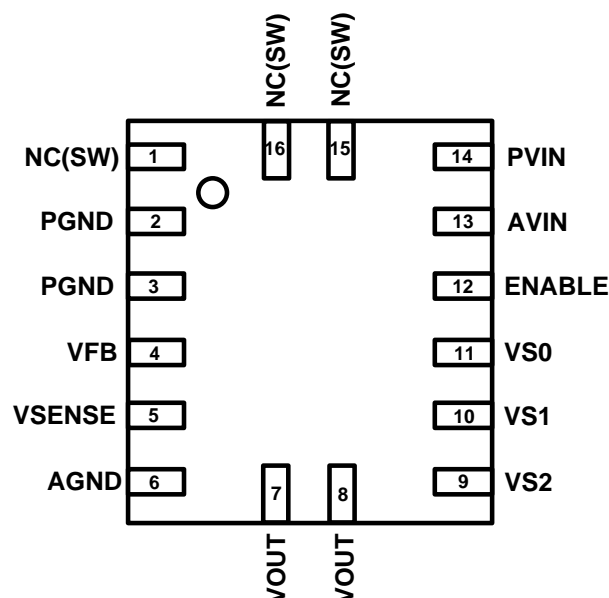 NC(SW)
NC(SW)
16
15
NC(SW)
1
14
PVIN
PGND
2
13
AVIN
PGND
3
12
ENABLE
VFB
4
11
VS0
VSENSE
5
10
VS1
AGND
6
9
VS2
7
8
VOUT
VOUT